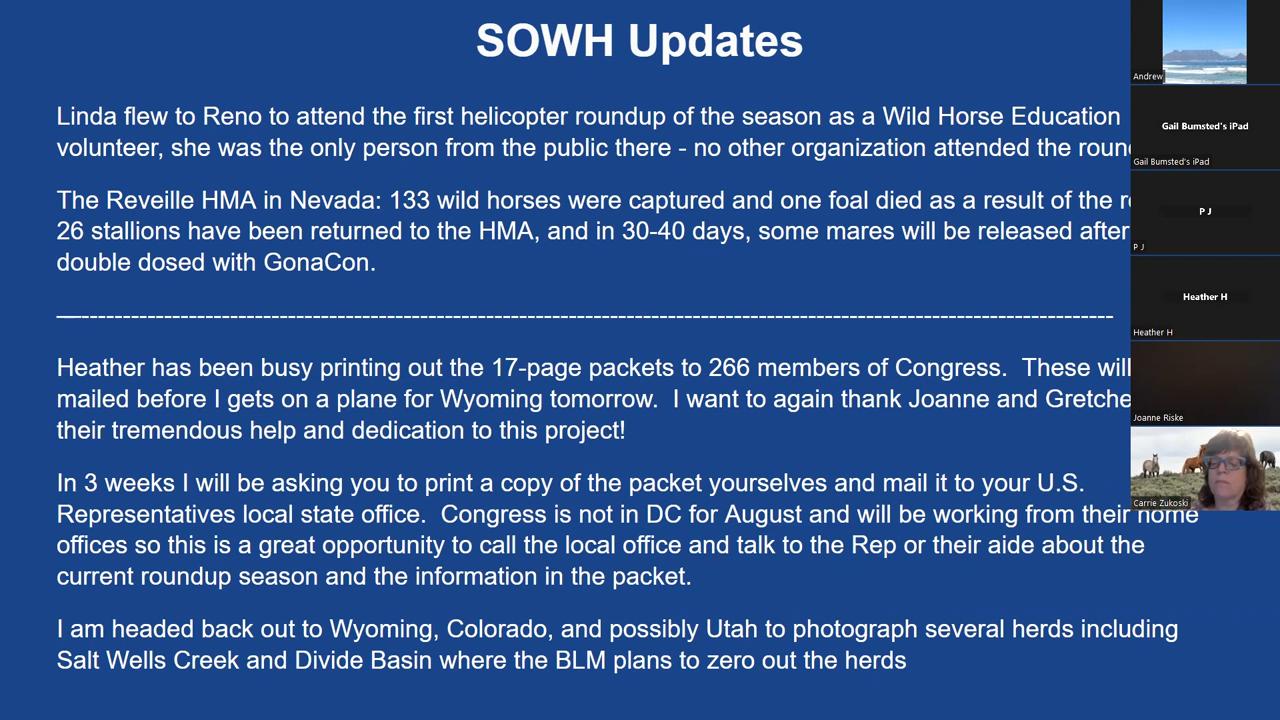 SOWH Updates
Linda flew to Reno to attend the first helicopter roundup of the season as a Wild Horse Education
volunteer, she was the only person from the public there - no other organization attended the
The Reveille HMA in Nevada: 133 wild horses were captured and one foal died as a result of the
26 stallions have been returned to the HMA, and in 30-40 days, some mares will be released after
double dosed with GonaCon.
Heather has been busy printing out the 17-page packets to 266 members of Congress. These will
mailed before I gets on a plane for Wyoming tomorrow. I want to again thank Joanne and
their tremendous help and dedication to this project!
In 3 weeks I will be asking you to print a copy of the packet yourselves and mail it to your U.S.
Representatives local state office. Congress is not in DC for August and will be working from their home
offices so this is a great opportunity to call the local office and talk to the Rep or their aide about the
current roundup season and the information in the packet.
I am headed back out to Wyoming, Colorado, and possibly Utah to photograph several herds including
Salt Wells Creek and Divide Basin where the BLM plans to zero out the herds
Andrew
Gail Bumsted's iPad
Gail Bumsted's iPad
P J
P J
Heather H
Heather H
Joanne Riske
Carrie Zukoski